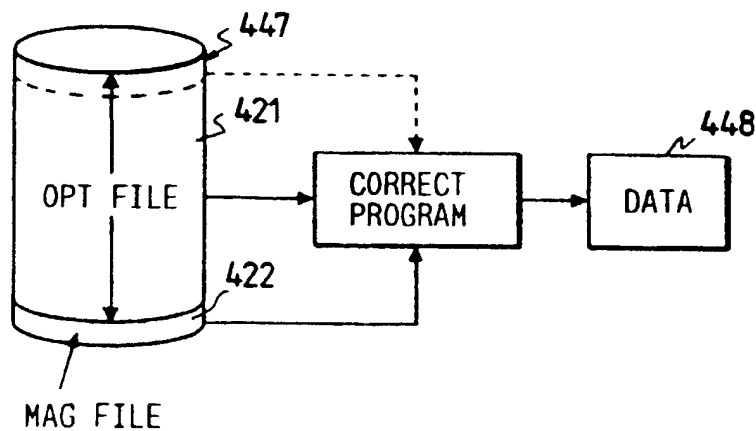 447
421
448
OPT FILE
CORRECT
PROGRAM
DATA
422
MAG FILE